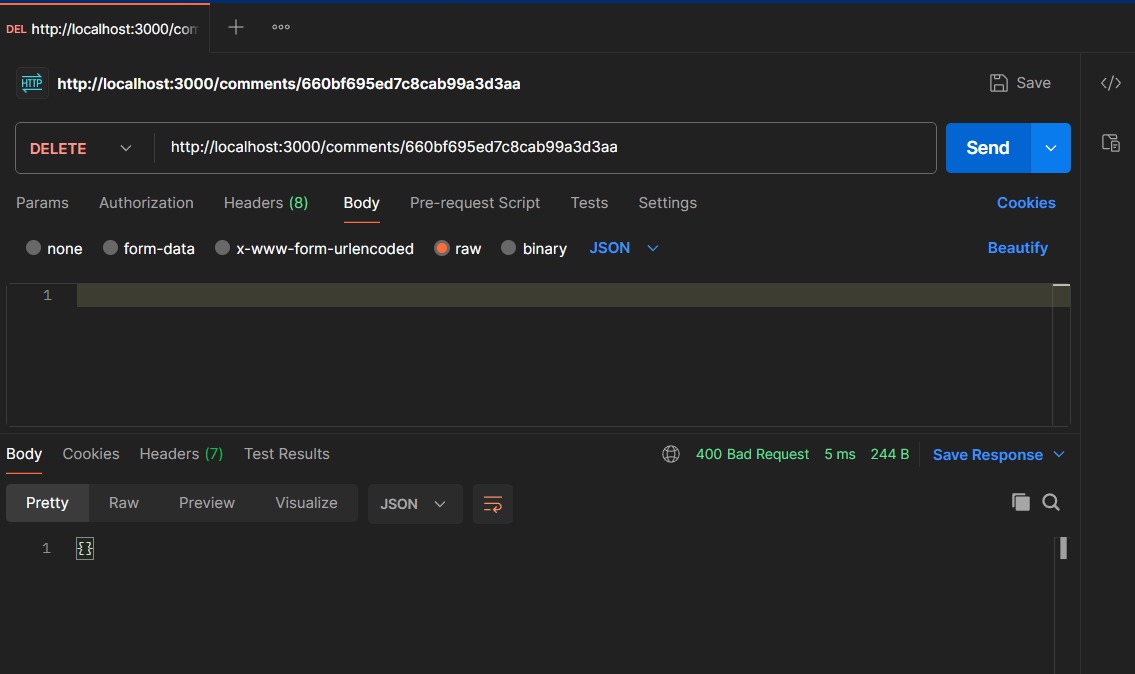 DEL http://localhost:3000/con
HTTP http://localhost:3000/comments/660bf695ed7c8cab99a3d3aa Save </>
DELETE http://localhost:3000/comments/660bf695ed7c8cab99a3d3aa Send
Params Authorization Headers (8) Body Pre-request Script Tests Settings Cookies
none form-data x-www-form-urlencoded raw binary JSON Beautify
1
Body Cookies Headers (7) Test Results 400 Bad Request 5 ms 244 B Save Response
Pretty Raw Preview Visualize JSON
1 {}